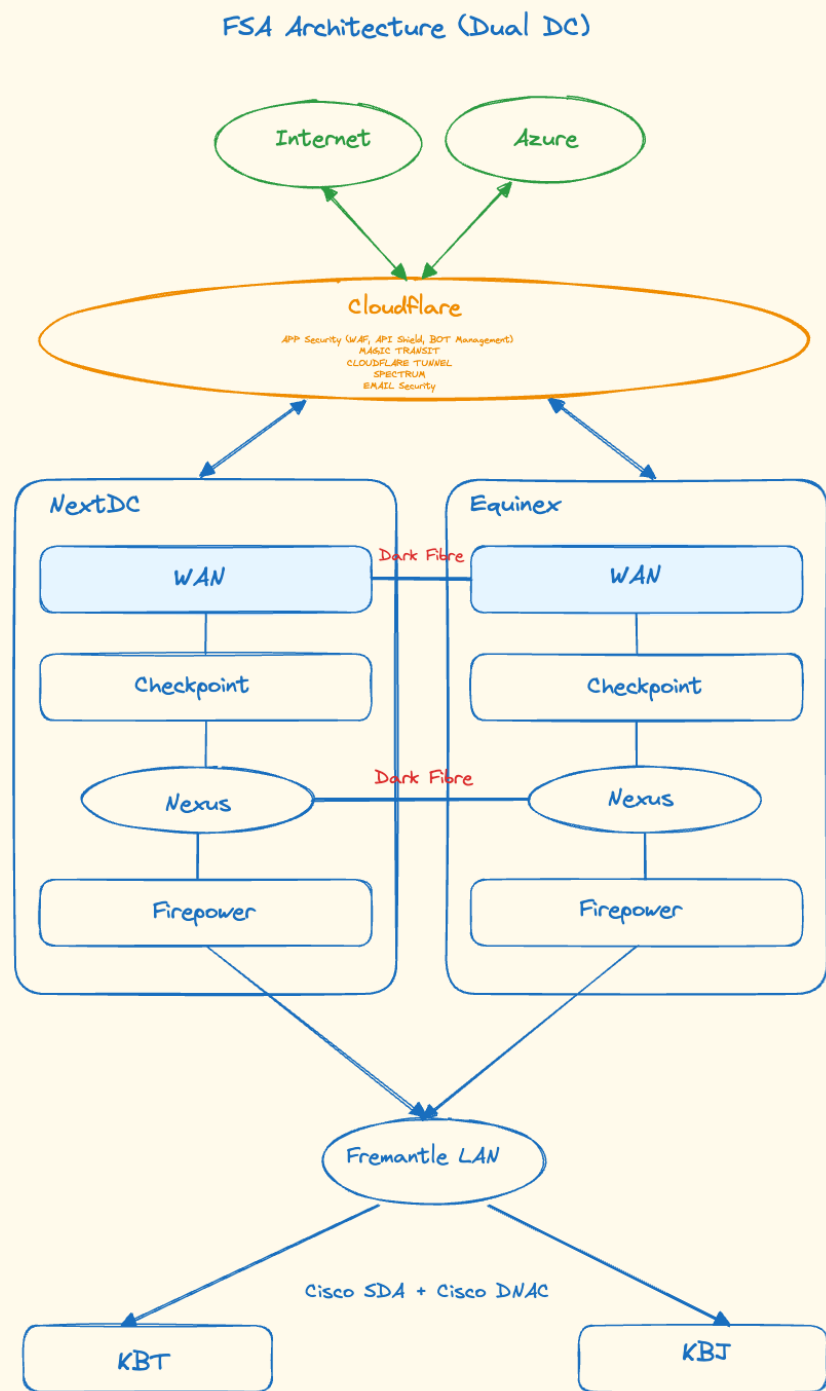 FSA Architecture (Dual DC)
Internet
Azure
Cloudflare
APP Security (WAF, API Shield, BOT Management)
MAGIC TRANSIT
CLOUDFLARE TUNNEL
SPECTRUM
EMAIL Security
NextDC
Equinex
Dark Fibre
WAN
WAN
Checkpoint
Checkpoint
Dark Fibre
Nexus
Nexus
Firepower
Firepower
Fremantle LAN
Cisco SDA + Cisco DNAC
KBT
KBJ